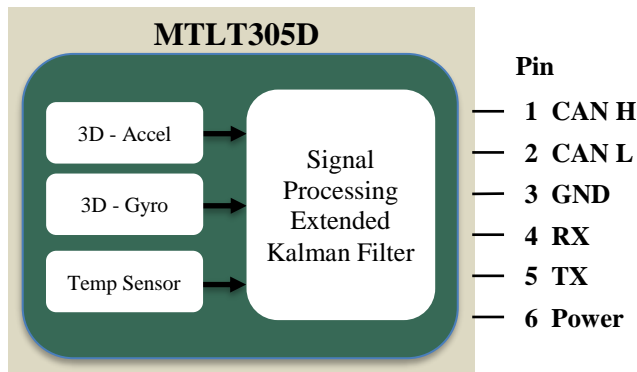 MTLT305D
3D - Accel
3D - Gyro
Temp Sensor
Signal
Processing
Extended
Kalman Filter
Pin
1 CAN H
2 CAN L
3 GND
4 RX
5 TX
6 Power